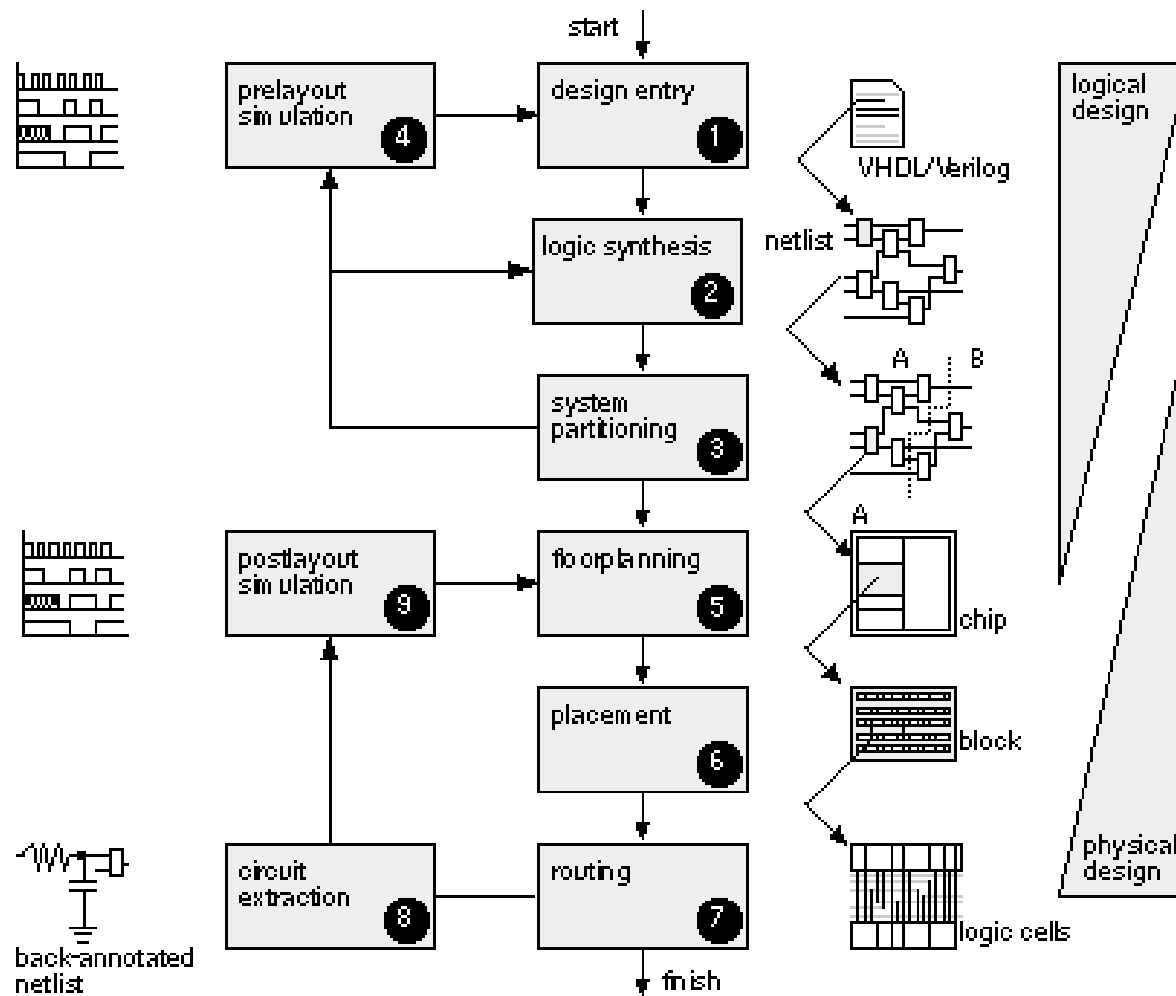 start
prelayout
simulation
4
design entry
1
VHDL/Verilog
logical
design
logic synthesis
2
netlist
system
partitioning
3
A
B
postlayout
simulation
9
floorplanning
5
A
chip
placement
6
block
circuit
extraction
8
routing
7
logic cells
physical
design
back-annotated
netlist
finish